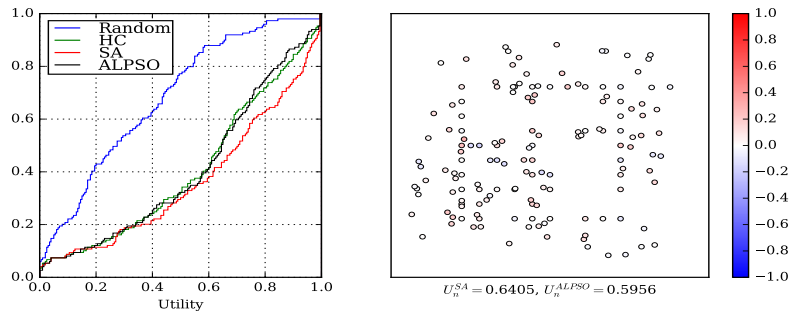 1.0
0.8
0.6
0.4
0.2
0.0
0.0 0.2 0.4 0.6 0.8 1.0
Utility
Random
HC
SA
ALPSO
U_n^{SA} = 0.6405, U_n^{ALPSO} = 0.5956
1.0
0.8
0.6
0.4
0.2
0.0
−0.2
−0.4
−0.6
−0.8
−1.0